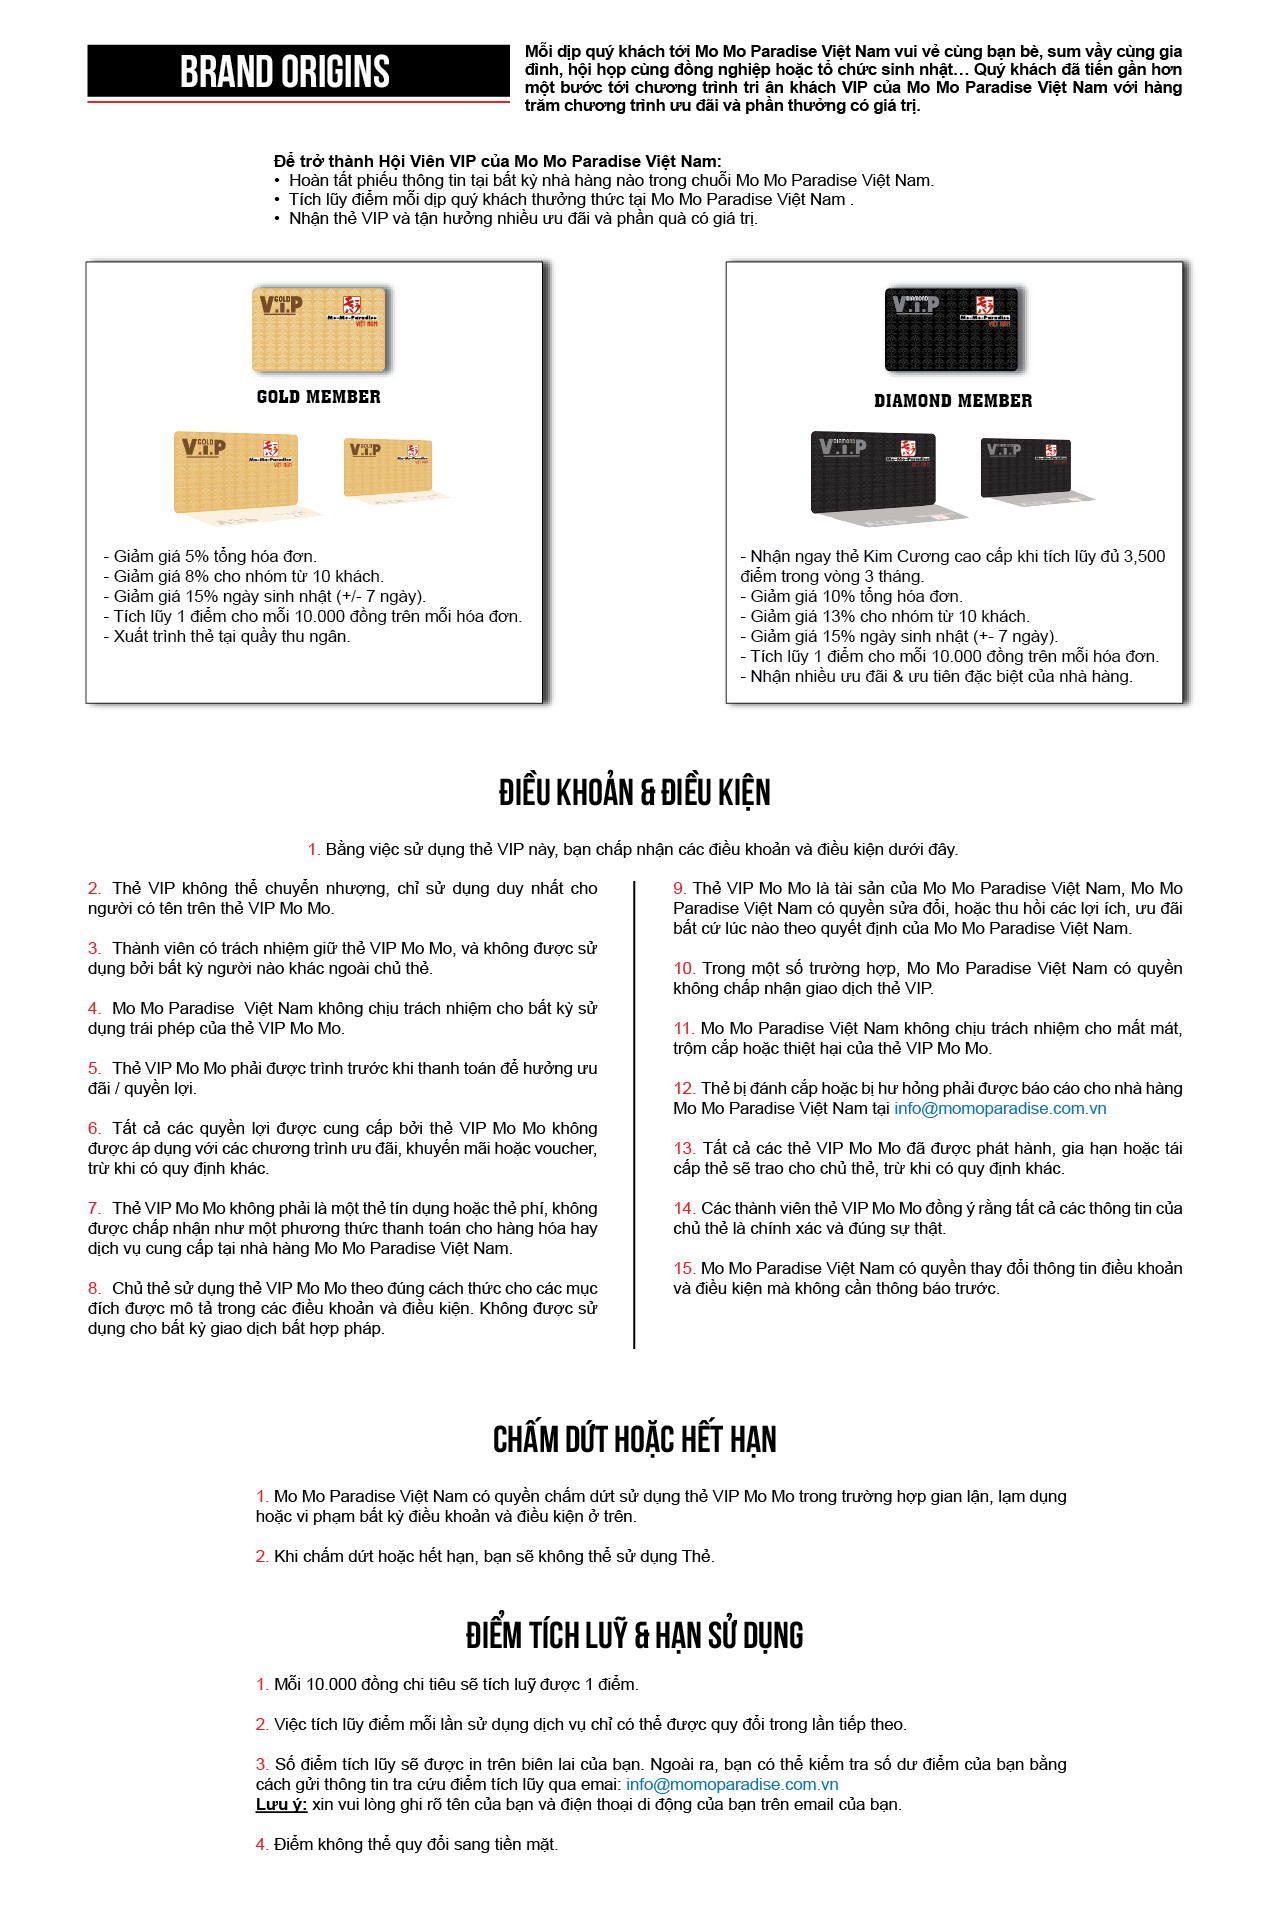 BRAND ORIGINS
Mỗi dịp quý khách tới Mo Mo Paradise Việt Nam vui vẻ cùng bạn bè, sum vầy cùng gia
đình, hội họp cùng đồng nghiệp hoặc tổ chức sinh nhật… Quý khách đã tiến gần hơn
một bước tới chương trình tri ân khách VIP của Mo Mo Paradise Việt Nam với hàng
trăm chương trình ưu đãi và phần thưởng có giá trị.
Để trở thành Hội Viên VIP của Mo Mo Paradise Việt Nam:
• Hoàn tất phiếu thông tin tại bất kỳ nhà hàng nào trong chuỗi Mo Mo Paradise Việt Nam.
• Tích lũy điểm mỗi dịp quý khách thưởng thức tại Mo Mo Paradise Việt Nam .
• Nhận thẻ VIP và tận hưởng nhiều ưu đãi và phần quà có giá trị.
GOLD
V.i.P
Mo-Mo-Paradise
VIỆT NAM
GOLD MEMBER
GOLD
V.i.P
Mo-Mo-Paradise
VIỆT NAM
GOLD
V.i.P
Mo-Mo-Paradise
VIỆT NAM
- Giảm giá 5% tổng hóa đơn.
- Giảm giá 8% cho nhóm từ 10 khách.
- Giảm giá 15% ngày sinh nhật (+/- 7 ngày).
- Tích lũy 1 điểm cho mỗi 10.000 đồng trên mỗi hóa đơn.
- Xuất trình thẻ tại quầy thu ngân.
DIAMOND
V.i.P
Mo-Mo-Paradise
VIỆT NAM
DIAMOND MEMBER
DIAMOND
V.i.P
Mo-Mo-Paradise
VIỆT NAM
DIAMOND
V.i.P
Mo-Mo-Paradise
VIỆT NAM
- Nhận ngay thẻ Kim Cương cao cấp khi tích lũy đủ 3,500
điểm trong vòng 3 tháng.
- Giảm giá 10% tổng hóa đơn.
- Giảm giá 13% cho nhóm từ 10 khách.
- Giảm giá 15% ngày sinh nhật (+- 7 ngày).
- Tích lũy 1 điểm cho mỗi 10.000 đồng trên mỗi hóa đơn.
- Nhận nhiều ưu đãi & ưu tiên đặc biệt của nhà hàng.
ĐIỀU KHOẢN & ĐIỀU KIỆN
1. Bằng việc sử dụng thẻ VIP này, bạn chấp nhận các điều khoản và điều kiện dưới đây.
2. Thẻ VIP không thể chuyển nhượng, chỉ sử dụng duy nhất cho
người có tên trên thẻ VIP Mo Mo.
3. Thành viên có trách nhiệm giữ thẻ VIP Mo Mo, và không được sử
dụng bởi bất kỳ người nào khác ngoài chủ thẻ.
4. Mo Mo Paradise Việt Nam không chịu trách nhiệm cho bất kỳ sử
dụng trái phép của thẻ VIP Mo Mo.
5. Thẻ VIP Mo Mo phải được trình trước khi thanh toán để hưởng ưu
đãi / quyền lợi.
6. Tất cả các quyền lợi được cung cấp bởi thẻ VIP Mo Mo không
được áp dụng với các chương trình ưu đãi, khuyến mãi hoặc voucher,
trừ khi có quy định khác.
7. Thẻ VIP Mo Mo không phải là một thẻ tín dụng hoặc thẻ phí, không
được chấp nhận như một phương thức thanh toán cho hàng hóa hay
dịch vụ cung cấp tại nhà hàng Mo Mo Paradise Việt Nam.
8. Chủ thẻ sử dụng thẻ VIP Mo Mo theo đúng cách thức cho các mục
đích được mô tả trong các điều khoản và điều kiện. Không được sử
dụng cho bất kỳ giao dịch bất hợp pháp.
9. Thẻ VIP Mo Mo là tài sản của Mo Mo Paradise Việt Nam, Mo Mo
Paradise Việt Nam có quyền sửa đổi, hoặc thu hồi các lợi ích, ưu đãi
bất cứ lúc nào theo quyết định của Mo Mo Paradise Việt Nam.
10. Trong một số trường hợp, Mo Mo Paradise Việt Nam có quyền
không chấp nhận giao dịch thẻ VIP.
11. Mo Mo Paradise Việt Nam không chịu trách nhiệm cho mất mát,
trộm cắp hoặc thiệt hại của thẻ VIP Mo Mo.
12. Thẻ bị đánh cắp hoặc bị hư hỏng phải được báo cáo cho nhà hàng
Mo Mo Paradise Việt Nam tại info@momoparadise.com.vn
13. Tất cả các thẻ VIP Mo Mo đã được phát hành, gia hạn hoặc tái
cấp thẻ sẽ trao cho chủ thẻ, trừ khi có quy định khác.
14. Các thành viên thẻ VIP Mo Mo đồng ý rằng tất cả các thông tin của
chủ thẻ là chính xác và đúng sự thật.
15. Mo Mo Paradise Việt Nam có quyền thay đổi thông tin điều khoản
và điều kiện mà không cần thông báo trước.
CHẤM DỨT HOẶC HẾT HẠN
1. Mo Mo Paradise Việt Nam có quyền chấm dứt sử dụng thẻ VIP Mo Mo trong trường hợp gian lận, lạm dụng
hoặc vi phạm bất kỳ điều khoản và điều kiện ở trên.
2. Khi chấm dứt hoặc hết hạn, bạn sẽ không thể sử dụng Thẻ.
ĐIỂM TÍCH LUỸ & HẠN SỬ DỤNG
1. Mỗi 10.000 đồng chi tiêu sẽ tích luỹ được 1 điểm.
2. Việc tích lũy điểm mỗi lần sử dụng dịch vụ chỉ có thể được quy đổi trong lần tiếp theo.
3. Số điểm tích lũy sẽ được in trên biên lai của bạn. Ngoài ra, bạn có thể kiểm tra số dư điểm của bạn bằng
cách gửi thông tin tra cứu điểm tích lũy qua emai: info@momoparadise.com.vn
Lưu ý: xin vui lòng ghi rõ tên của bạn và điện thoại di động của bạn trên email của bạn.
4. Điểm không thể quy đổi sang tiền mặt.